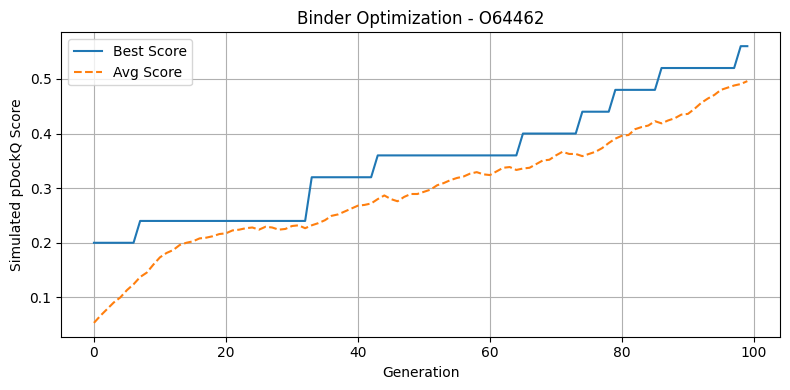 Binder Optimization - O64462
Best Score
Avg Score
Simulated pDockQ Score
0.5
0.4
0.3
0.2
0.1
0
20
40
60
80
100
Generation